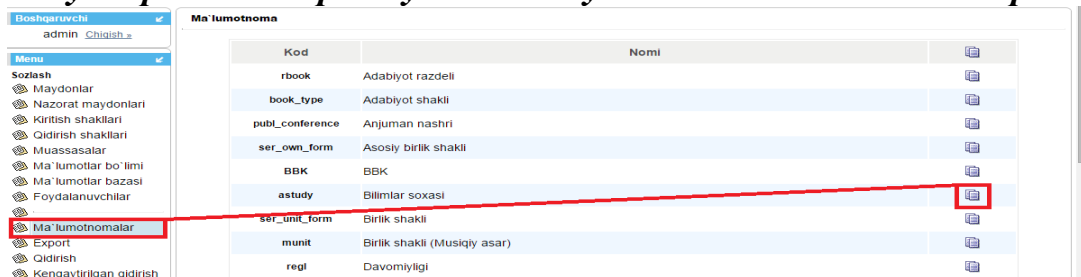 Boshqaruvchi
admin Chiqish »
Menu
Sozlash
Maydonlar
Nazorat maydonlari
Kiritish shakllari
Qidirish shakllari
Muassasalar
Ma`lumotlar bo`limi
Ma`lumotlar bazasi
Foydalanuvchilar
Ma`lumotnomalar
Export
Qidirish
Kengaytirilgan qidirish
Ma`lumotnoma
Kod Nomi
rbook Adabiyot razdeli
book_type Adabiyot shakli
publ_conference Anjuman nashri
ser_own_form Asosiy birlik shakli
BBK BBK
astudy Bilimlar soxasi
ser_unit_form Birlik shakli
munit Birlik shakli (Musiqiy asar)
regl Davomiyligi